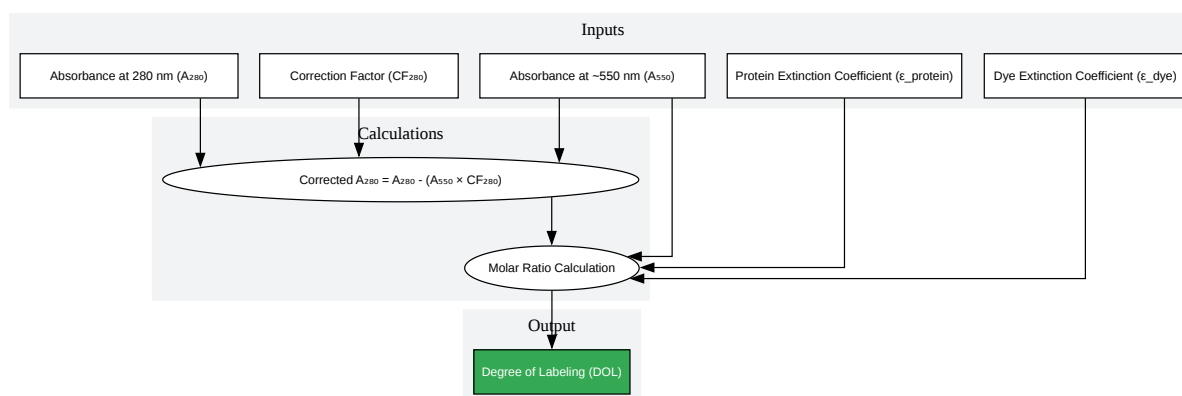 Inputs
Absorbance at 280 nm (A₂₈₀)
Correction Factor (CF₂₈₀)
Absorbance at ~550 nm (A₅₅₀)
Protein Extinction Coefficient (ε_protein)
Dye Extinction Coefficient (ε_dye)
Calculations
Corrected A₂₈₀ = A₂₈₀ - (A₅₅₀ × CF₂₈₀)
Molar Ratio Calculation
Output
Degree of Labeling (DOL)